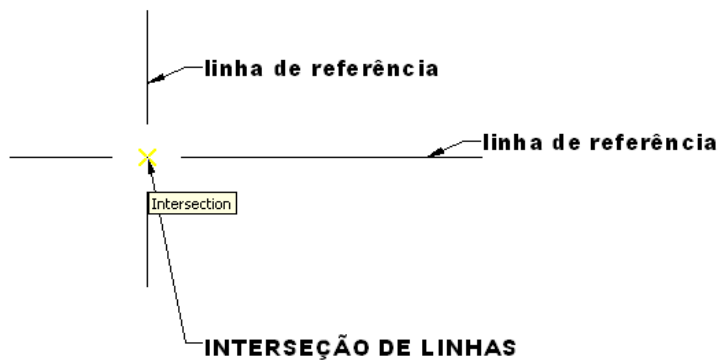 linha de referência
linha de referência
Intersection
INTERSEÇÃO DE LINHAS